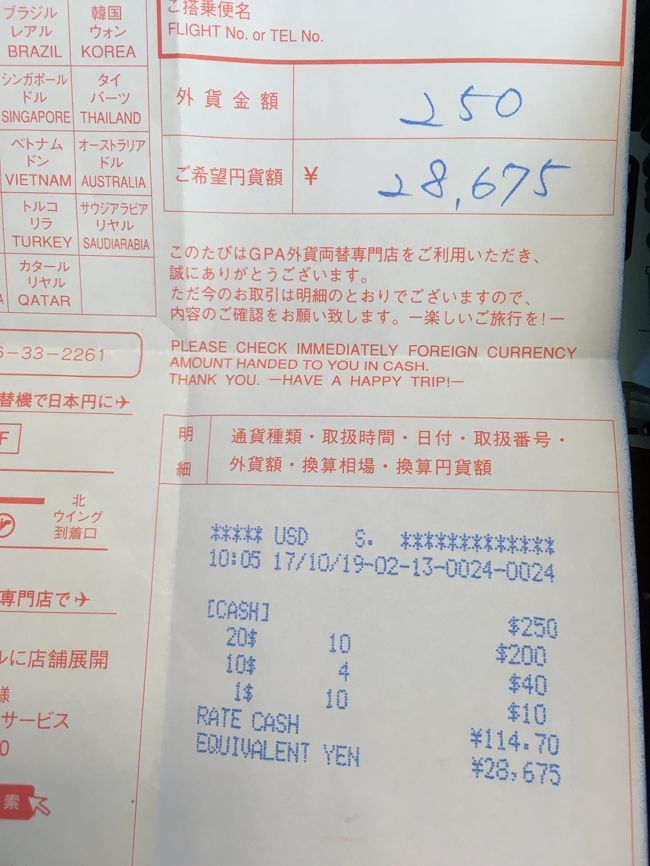 ブラジル
レアル
BRAZIL
韓国
ウォン
KOREA
シンガポール
ドル
SINGAPORE
タイ
バーツ
THAILAND
ベトナム
ドン
VIETNAM
オーストラリア
ドル
AUSTRALIA
トルコ
リラ
TURKEY
サウジアラビア
リヤル
SAUDIARABIA
カタール
リヤル
QATAR
6-33-2261
替機で日本円に✈
F
北
ウイング
到着口
専門店で✈
ルに店舗展開
様
サービス
0
索
ご搭乗便名
FLIGHT No. or TEL No.
外貨金額 250
ご希望円貨額 ¥ 28,675
このたびはGPA外貨両替専門店をご利用いただき、
誠にありがとうございます。
ただ今のお取引は明細のとおりでございますので、
内容のご確認をお願い致します。ー楽しいご旅行を!ー
PLEASE CHECK IMMEDIATELY FOREIGN CURRENCY
AMOUNT HANDED TO YOU IN CASH.
THANK YOU. —HAVE A HAPPY TRIP!—
明細
通貨種類・取扱時間・日付・取扱番号・
外貨額・換算相場・換算円貨額
***** USD S. *************
10:05 17/10/19-02-13-0024-0024
[CASH] $250
20$ 10 $200
10$ 4 $40
1$ 10 $10
RATE CASH ¥114.70
EQUIVALENT YEN ¥28,675